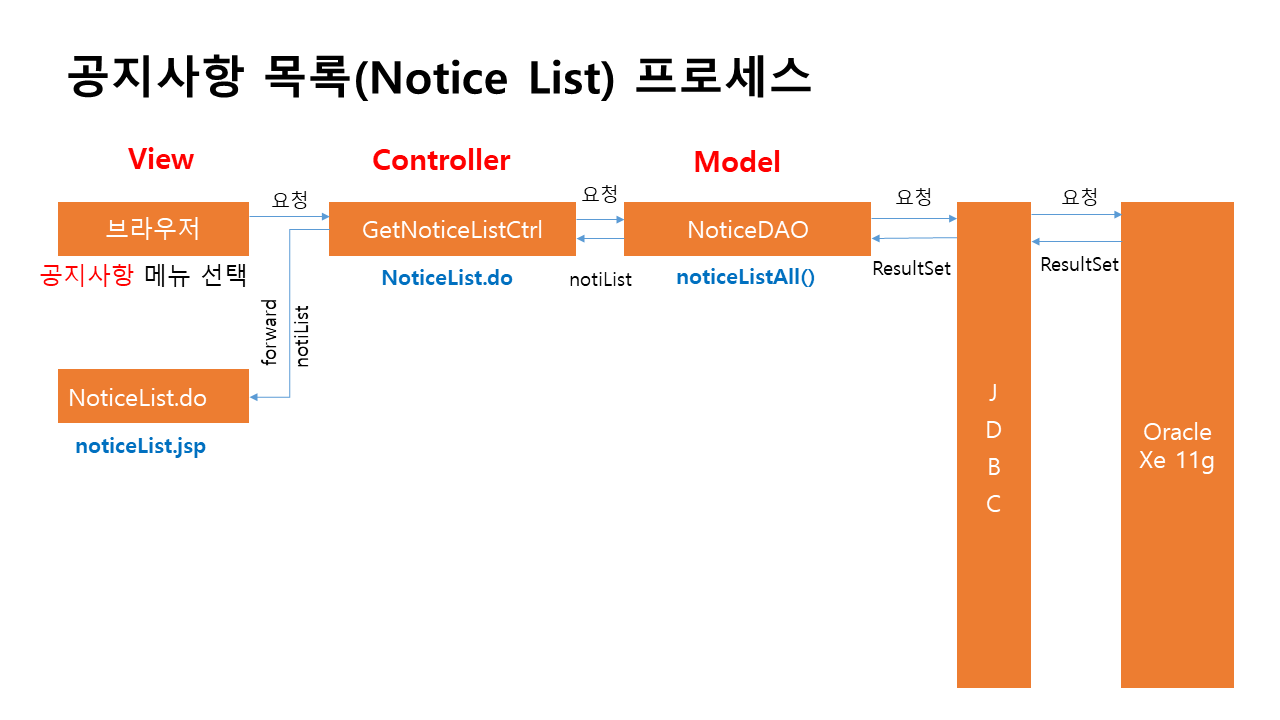 공지사항 목록(Notice List) 프로세스
View
Controller
Model
요청
요청
요청
요청
브라우저
GetNoticeListCtrl
NoticeDAO
공지사항 메뉴 선택
NoticeList.do
notiList
noticeListAll()
ResultSet
ResultSet
forward
notiList
NoticeList.do
noticeList.jsp
J
D
B
C
Oracle
Xe 11g